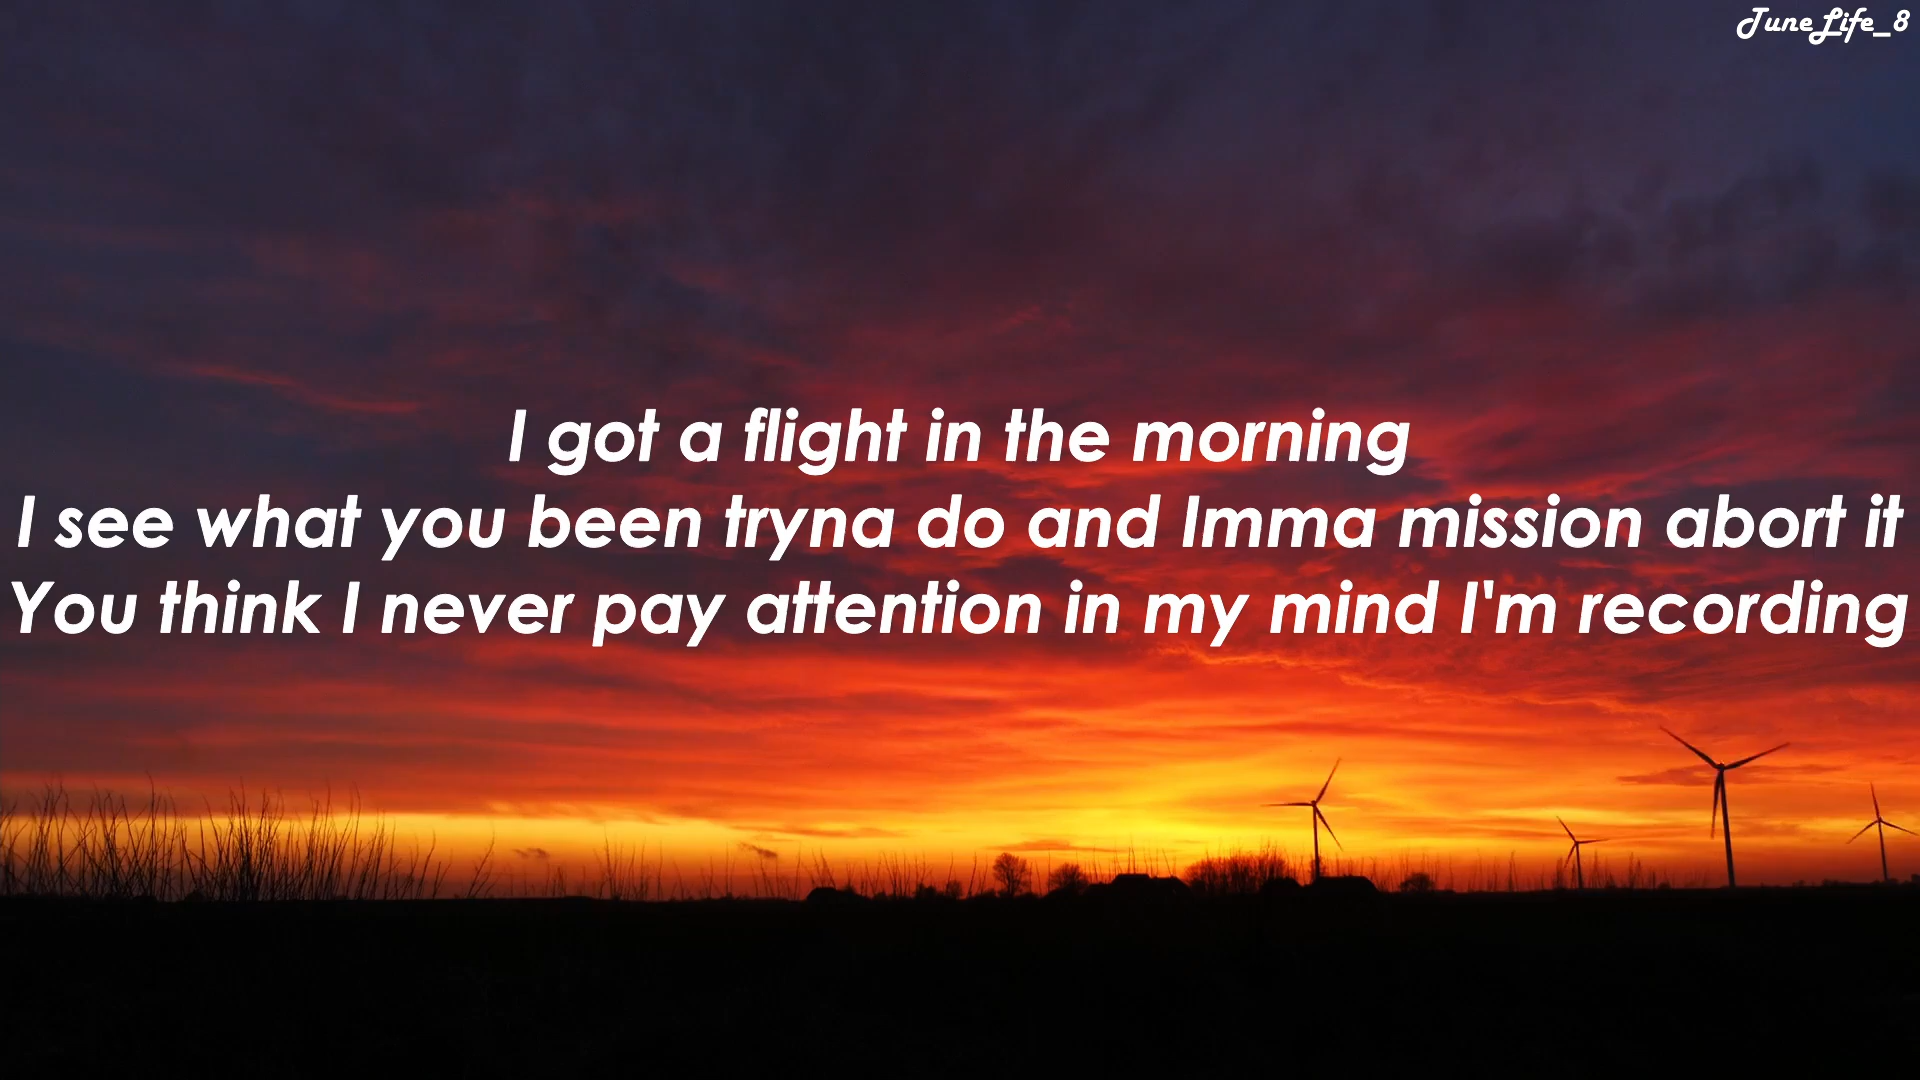 TuneLife_8
I got a flight in the morning
I see what you been tryna do and Imma mission abort it
You think I never pay attention in my mind I'm recording